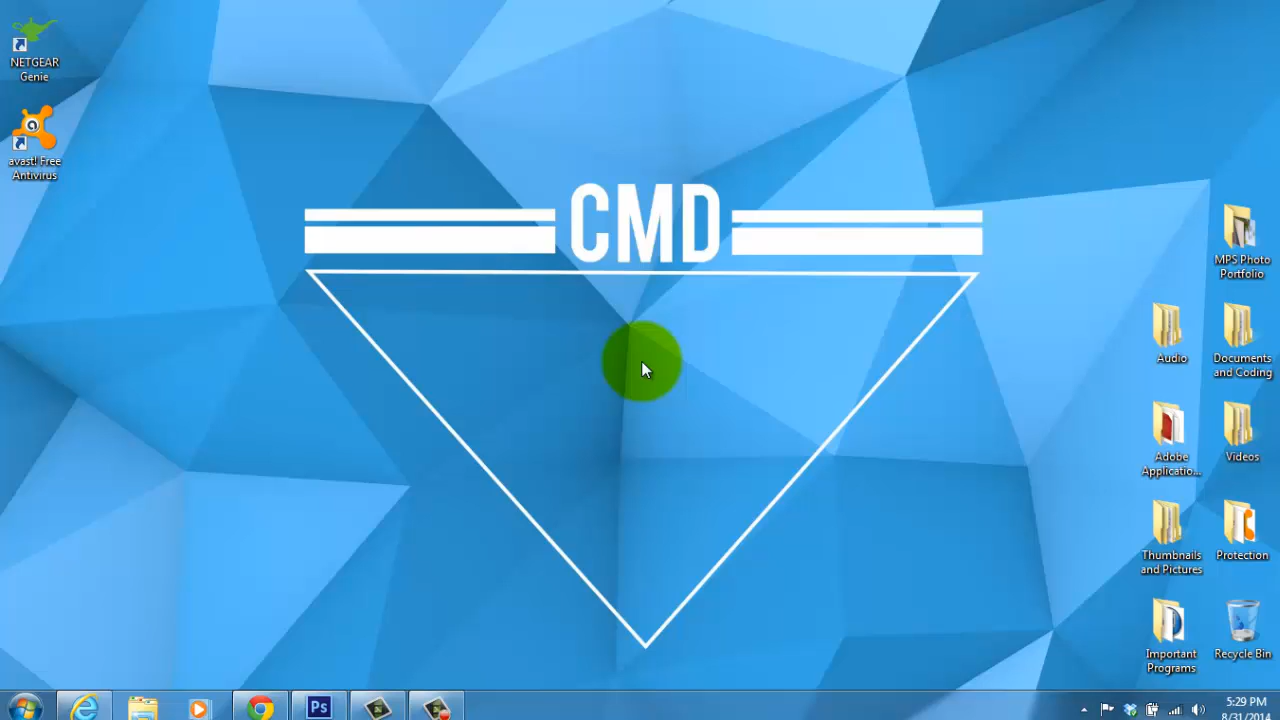 NETGEAR
Genie
avast! Free
Antivirus
CMD
MPS Photo
Portfolio
Audio
Documents
and Coding
Adobe
Applicatio...
Videos
Thumbnails
and Pictures
Protection
Important
Programs
Recycle Bin
Ps
5:29 PM
8/31/2014